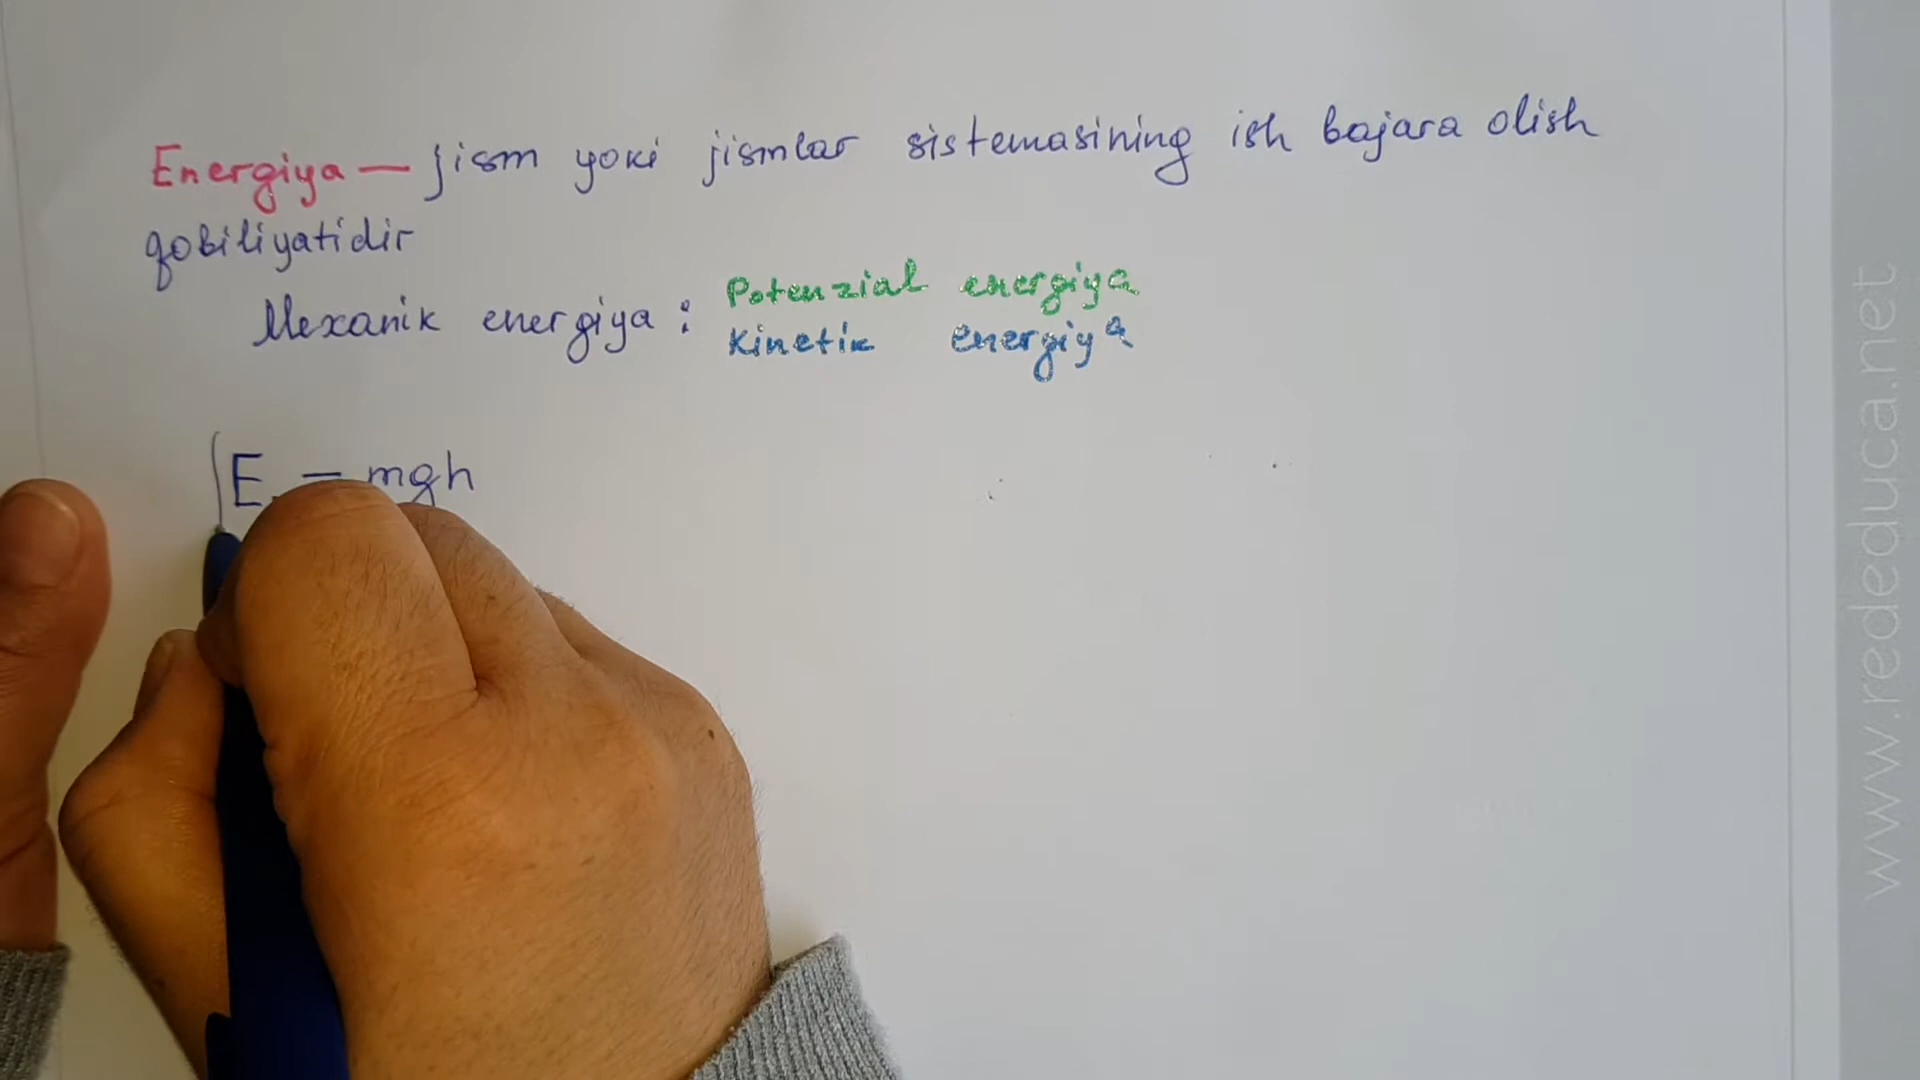 Energiya — jism yoki jismlar sistemasining ish bajara olish
qobiliyatidir
Mexanik energiya : Potenzial energiya
Kinetik energiya
E = mgh
www.rededuca.net